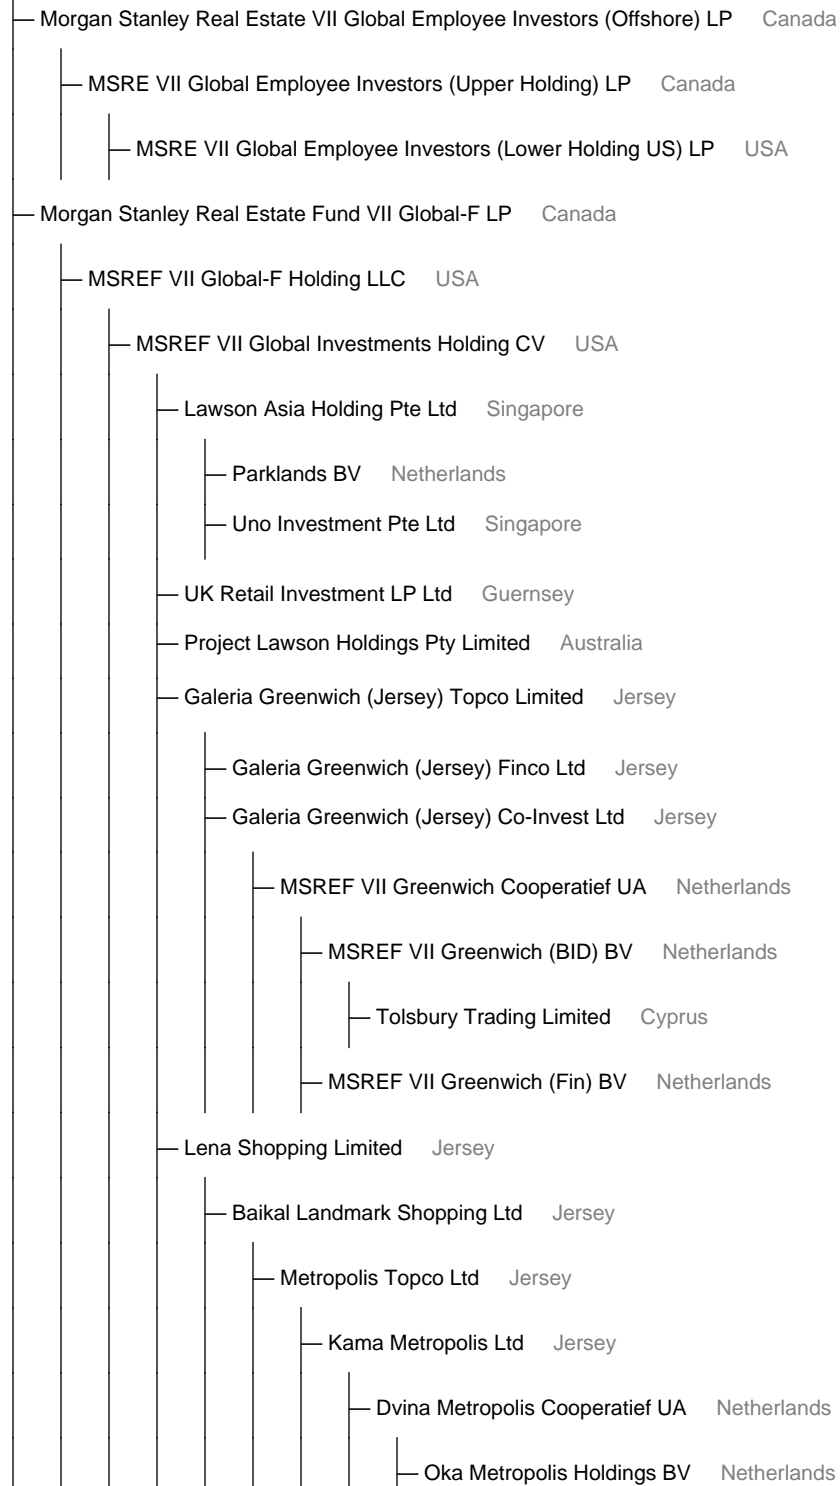 Morgan Stanley Real Estate VII Global Employee Investors (Offshore) LP Canada
MSRE VII Global Employee Investors (Upper Holding) LP Canada
MSRE VII Global Employee Investors (Lower Holding US) LP USA
Morgan Stanley Real Estate Fund VII Global-F LP Canada
MSREF VII Global-F Holding LLC USA
MSREF VII Global Investments Holding CV USA
Lawson Asia Holding Pte Ltd Singapore
Parklands BV Netherlands
Uno Investment Pte Ltd Singapore
UK Retail Investment LP Ltd Guernsey
Project Lawson Holdings Pty Limited Australia
Galeria Greenwich (Jersey) Topco Limited Jersey
Galeria Greenwich (Jersey) Finco Ltd Jersey
Galeria Greenwich (Jersey) Co-Invest Ltd Jersey
MSREF VII Greenwich Cooperatief UA Netherlands
MSREF VII Greenwich (BID) BV Netherlands
Tolsbury Trading Limited Cyprus
MSREF VII Greenwich (Fin) BV Netherlands
Lena Shopping Limited Jersey
Baikal Landmark Shopping Ltd Jersey
Metropolis Topco Ltd Jersey
Kama Metropolis Ltd Jersey
Dvina Metropolis Cooperatief UA Netherlands
Oka Metropolis Holdings BV Netherlands